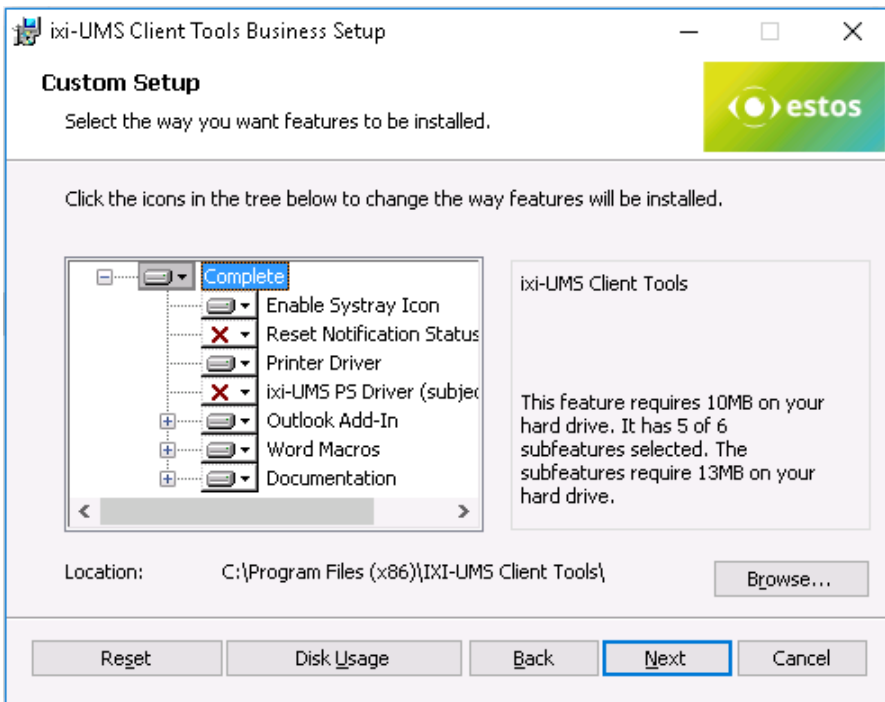 ixi-UMS Client Tools Business Setup
Custom Setup
Select the way you want features to be installed.
estos
Click the icons in the tree below to change the way features will be installed.
Complete
Enable Systray Icon
Reset Notification Status
Printer Driver
ixi-UMS PS Driver (subjec
Outlook Add-In
Word Macros
Documentation
ixi-UMS Client Tools
This feature requires 10MB on your
hard drive. It has 5 of 6
subfeatures selected. The
subfeatures require 13MB on your
hard drive.
Location: C:\Program Files (x86)\IXI-UMS Client Tools\
Browse...
Reset Disk Usage Back Next Cancel